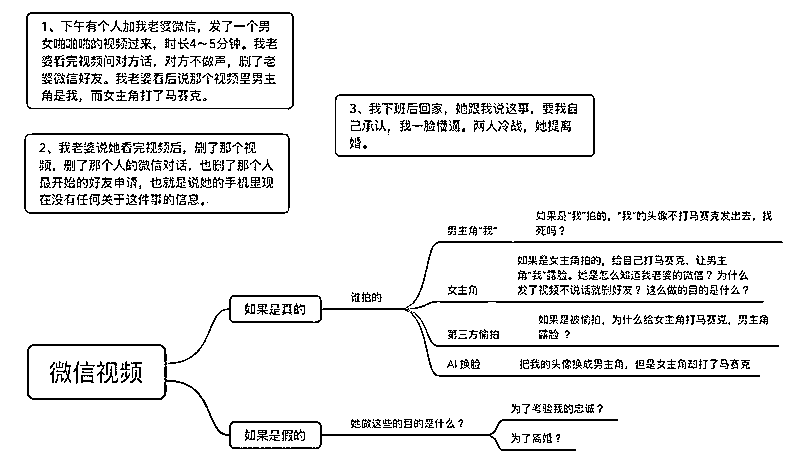 1、下午有个人加我老婆微信，发了一个男
女啪啪啪的视频过来，时长4～5分钟。我老
婆看完视频问对方话，对方不做声，删了老
婆微信好友。我老婆看后说那个视频里男主
角是我，而女主角打了马赛克。
2、我老婆说她看完视频后，删了那个视
频，删了那个人的微信对话，也删了那个人
最开始的好友申请，也就是说她的手机里现
在没有任何关于这件事的信息。
3、我下班后回家，她跟我说这事，要我自
己承认，我一脸懵逼。两人冷战，她提离
婚。
微信视频
如果是真的
谁拍的
男主角“我”
如果是“我”拍的，“我”的头像不打马赛克发出去，找
死吗？
女主角
如果是女主角拍的，给自己打马赛克，让男主
角“我”露脸。她是怎么知道我老婆的微信？为什么
发了视频不说话就删好友？这么做的目的是什么？
第三方偷拍
如果是被偷拍，为什么给女主角打马赛克，男主角
露脸？
AI 换脸
把我的头像换成男主角，但是女主角却打了马赛克
如果是假的
她做这些的目的是什么？
为了考验我的忠诚？
为了离婚？